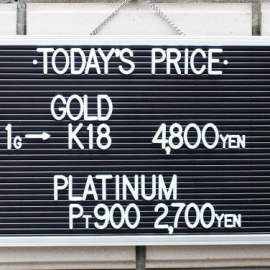 ·TODAY'S PRICE·
GOLD
1G→ K18 4,800YEN
PLATINUM
PT900 2,700YEN